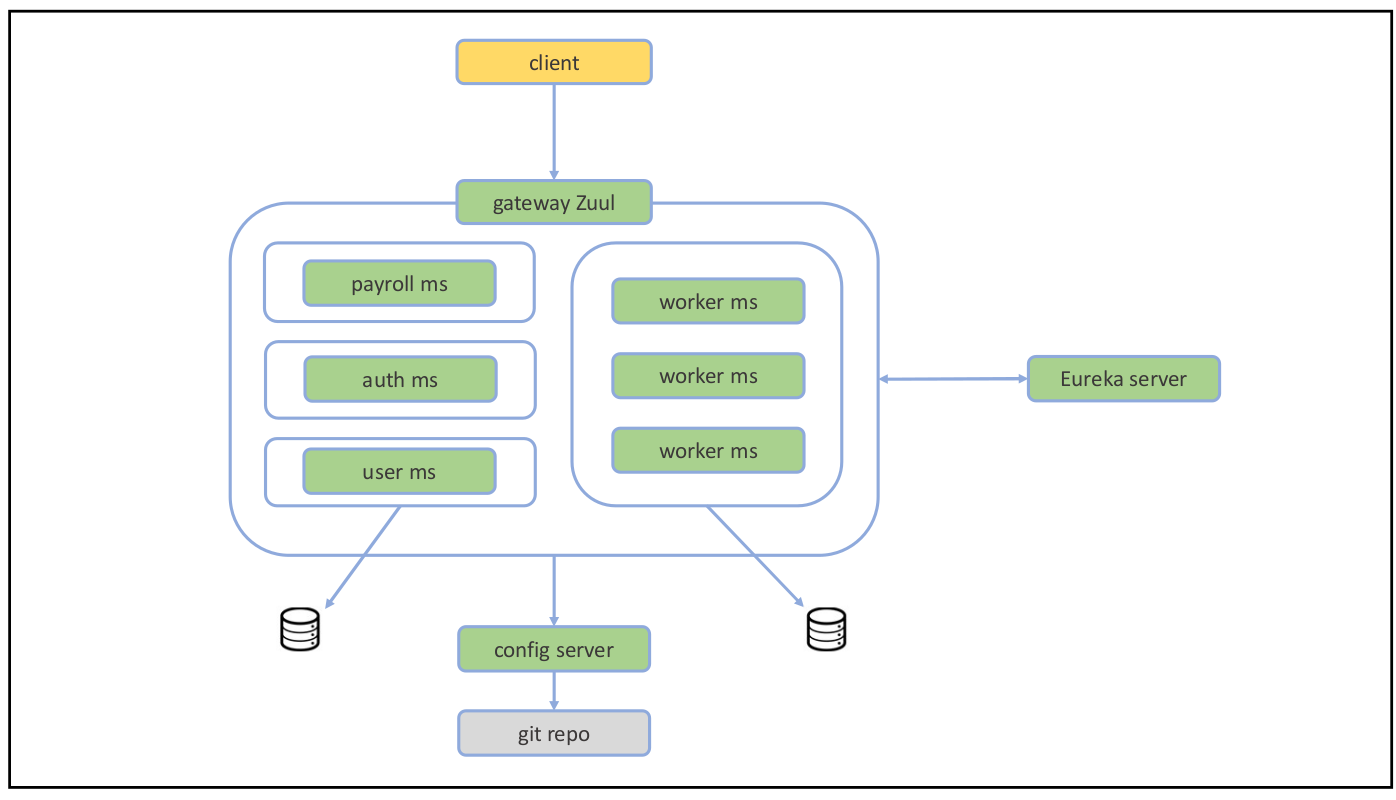 client
gateway Zuul
payroll ms
auth ms
user ms
worker ms
worker ms
worker ms
Eureka server
config server
git repo